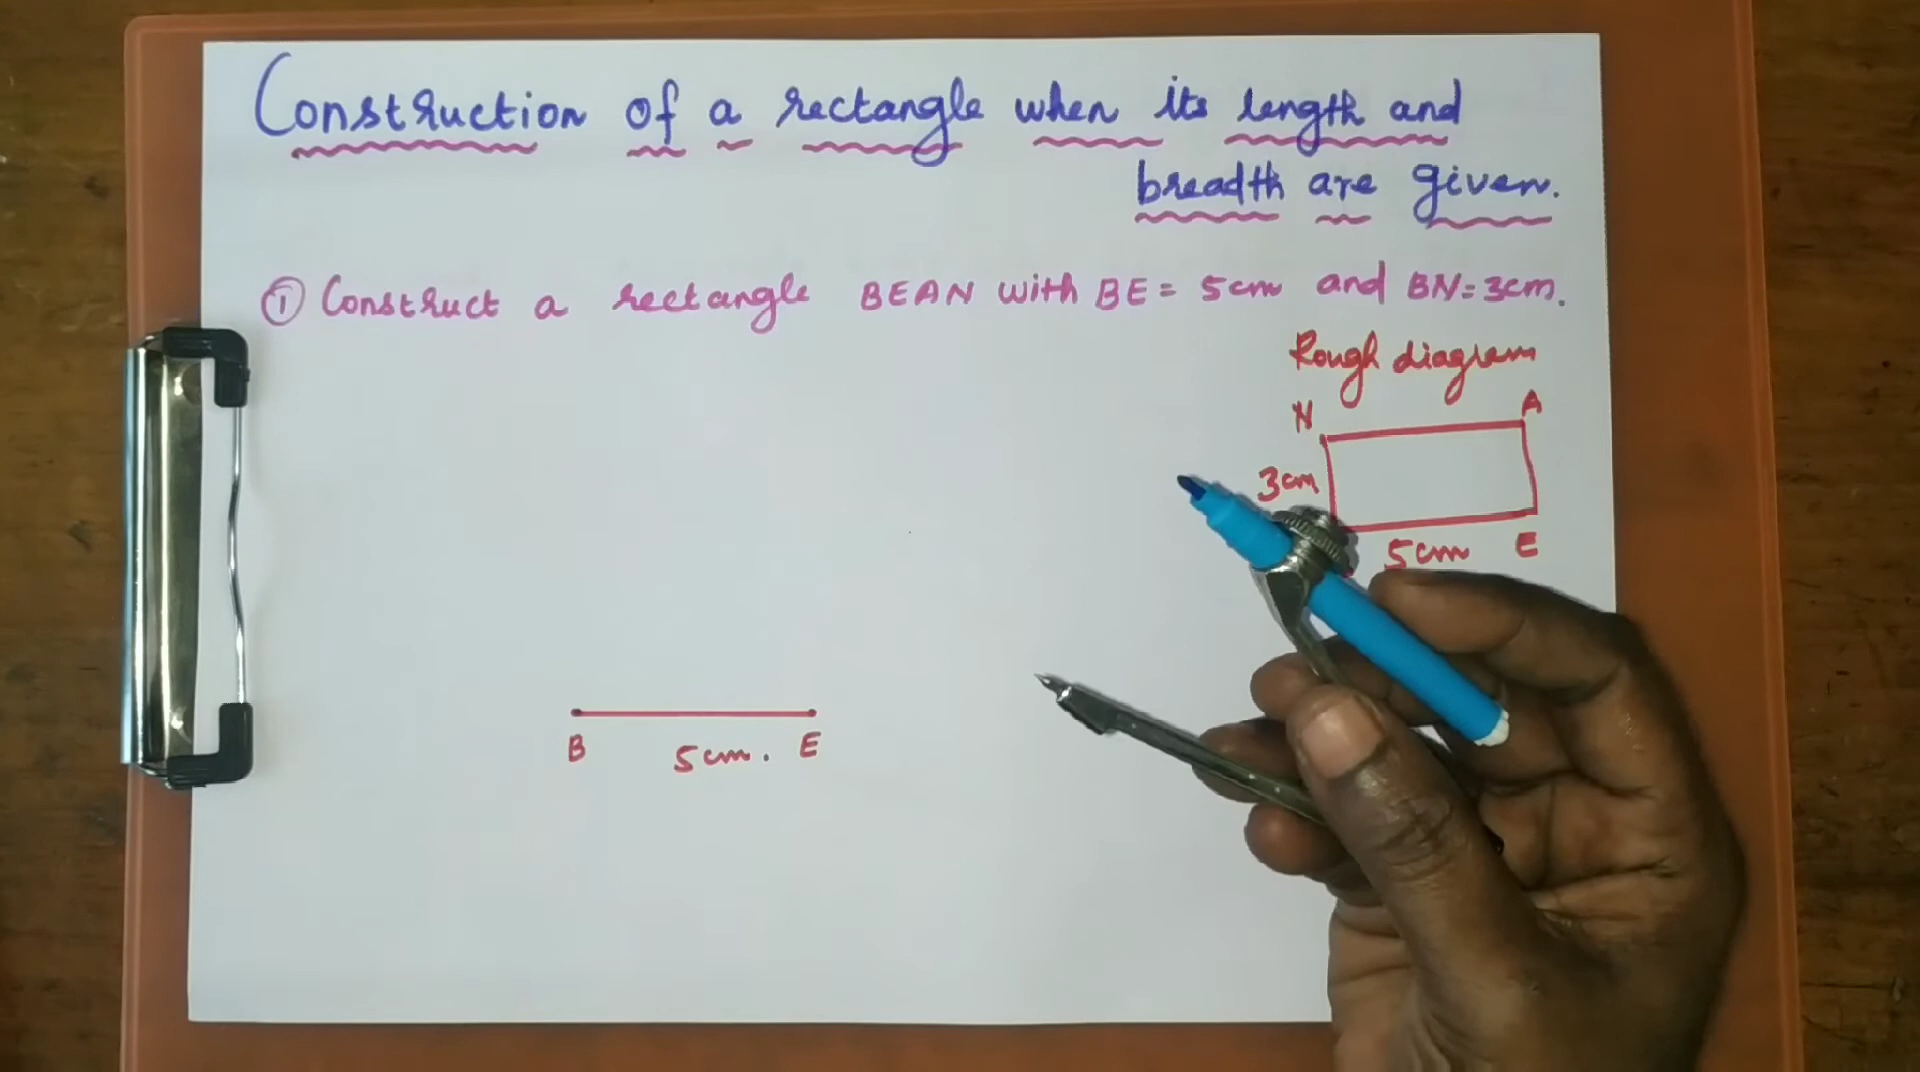 Construction of a rectangle when its length and
breadth are given.
① Construct a rectangle BEAN with BE = 5cm and BN = 3cm.
Rough diagram
N A
3cm
5cm E
B 5cm. E